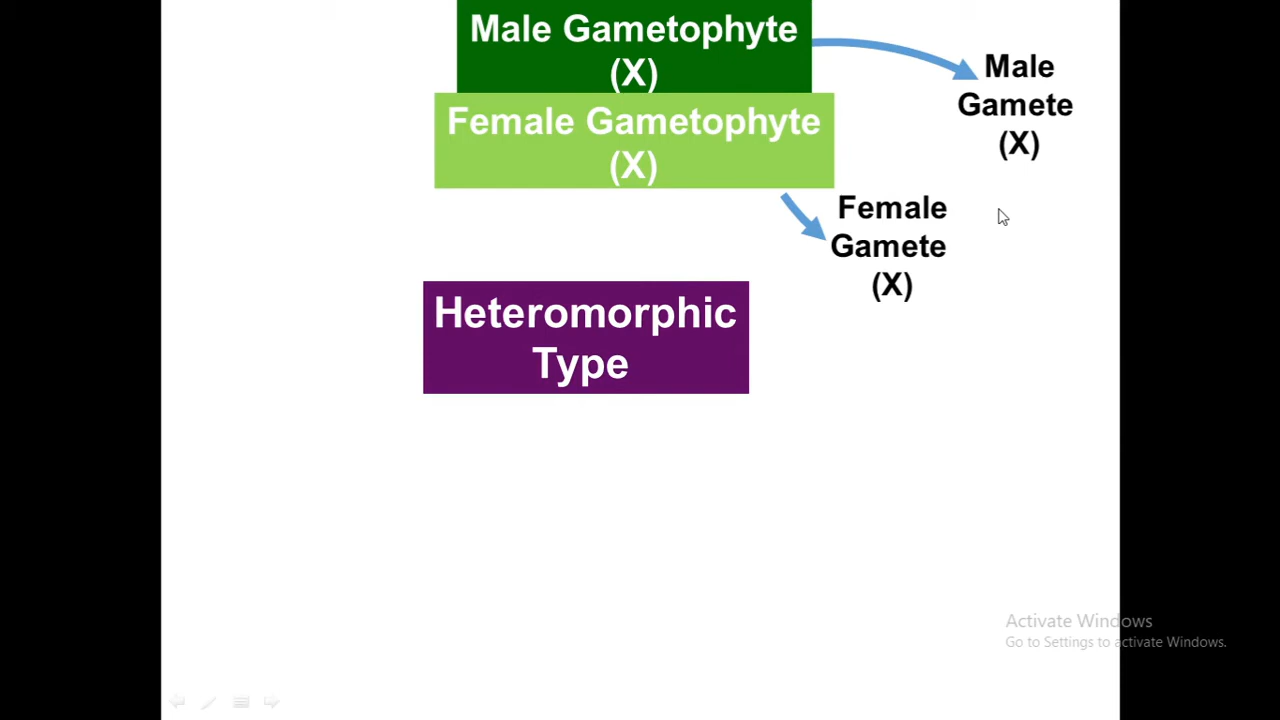 Male Gametophyte
(X)
Female Gametophyte
(X)
Male
Gamete
(X)
Female
Gamete
(X)
Heteromorphic
Type
Activate Windows
Go to Settings to activate Windows.